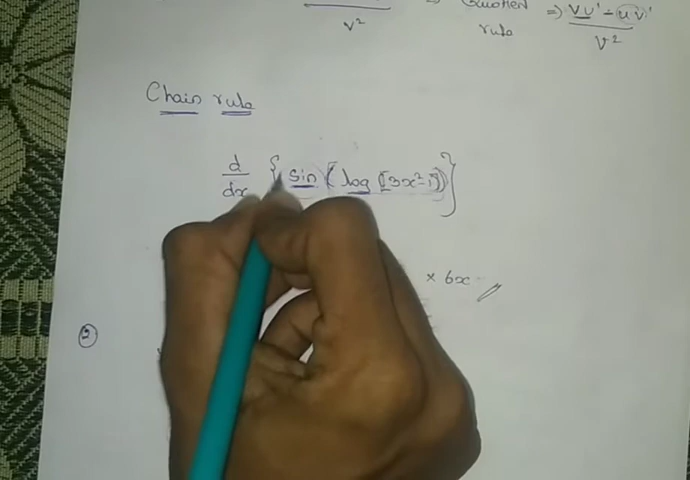 v² ⇒ Quotient rule ⇒ vu' - uv'
v²
Chain rule
d/dx { sin (log (3x²-1)) }
× 6x
②